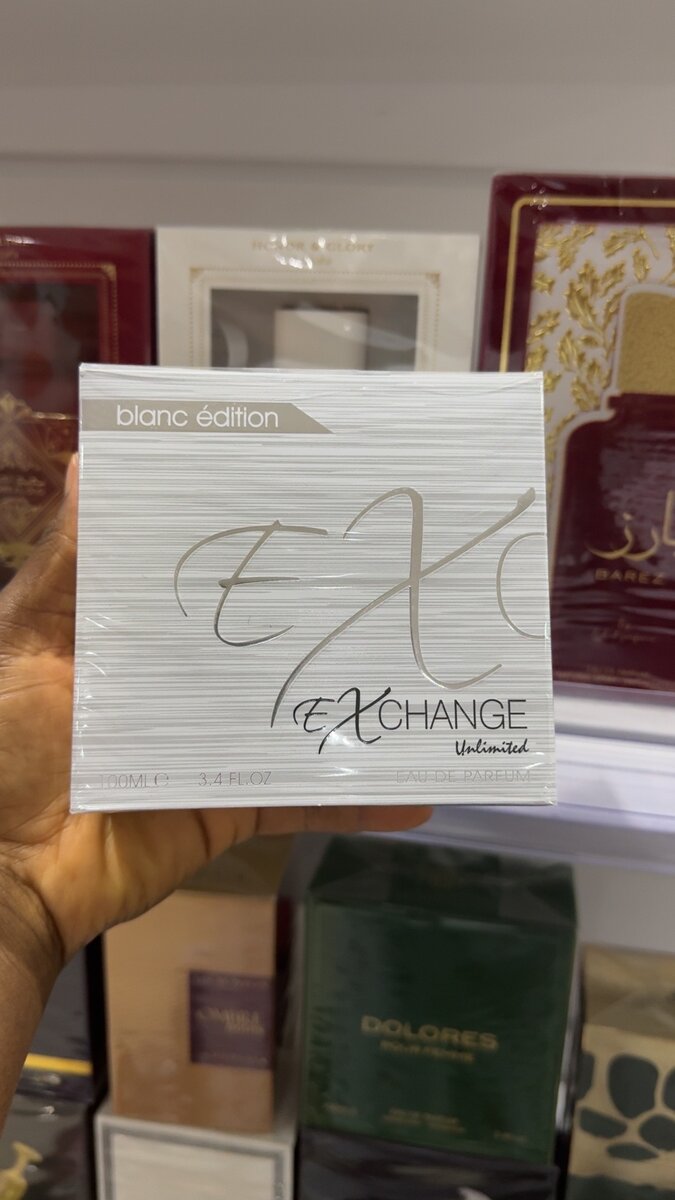 HONOR & GLORY
blanc édition
EX
EXCHANGE
Unlimited
100ML e 3,4 FL.OZ EAU DE PARFUM
بارز
BAREZ
OMBRE
DOLORES
POUR FEMME